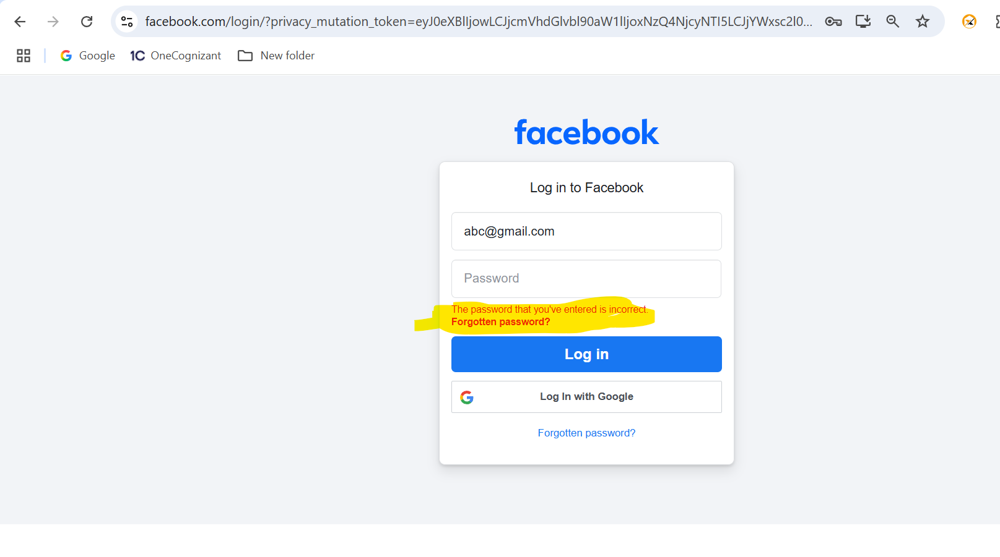 facebook.com/login/?privacy_mutation_token=eyJ0eXBlIjowLCJjcmVhdGlvbl90aW1lIjoxNzQ4NjcyNTI5LCJjYWxsc2l0...
Google
1C OneCognizant
New folder
facebook
Log in to Facebook
abc@gmail.com
Password
The password that you've entered is incorrect.
Forgotten password?
Log in
Log In with Google
Forgotten password?